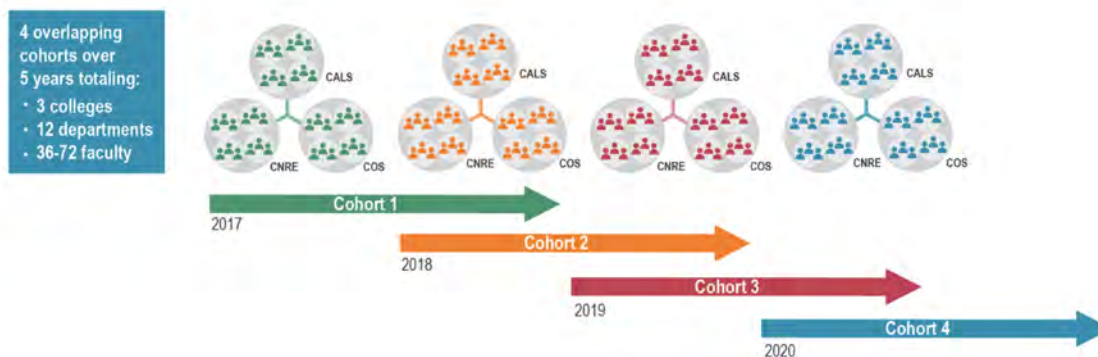 4 overlapping
cohorts over
5 years totaling:
• 3 colleges
• 12 departments
• 36-72 faculty
CALS
CNRE
COS
CALS
CNRE
COS
CALS
CNRE
COS
CALS
CNRE
COS
Cohort 1
2017
Cohort 2
2018
Cohort 3
2019
Cohort 4
2020